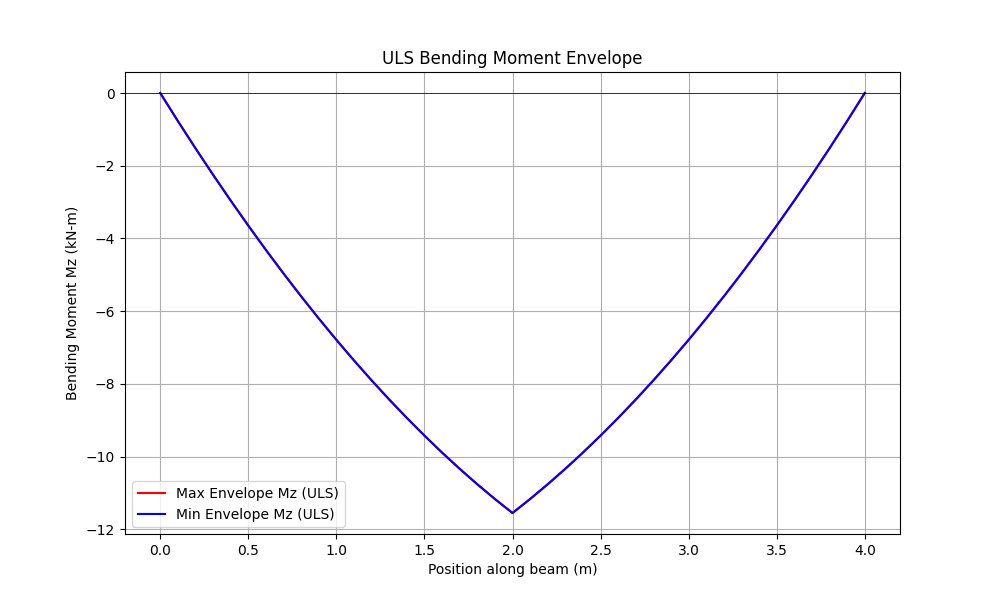 ULS Bending Moment Envelope
Bending Moment Mz (kN-m)
0
−2
−4
−6
−8
−10
−12
Max Envelope Mz (ULS)
Min Envelope Mz (ULS)
0.0 0.5 1.0 1.5 2.0 2.5 3.0 3.5 4.0
Position along beam (m)